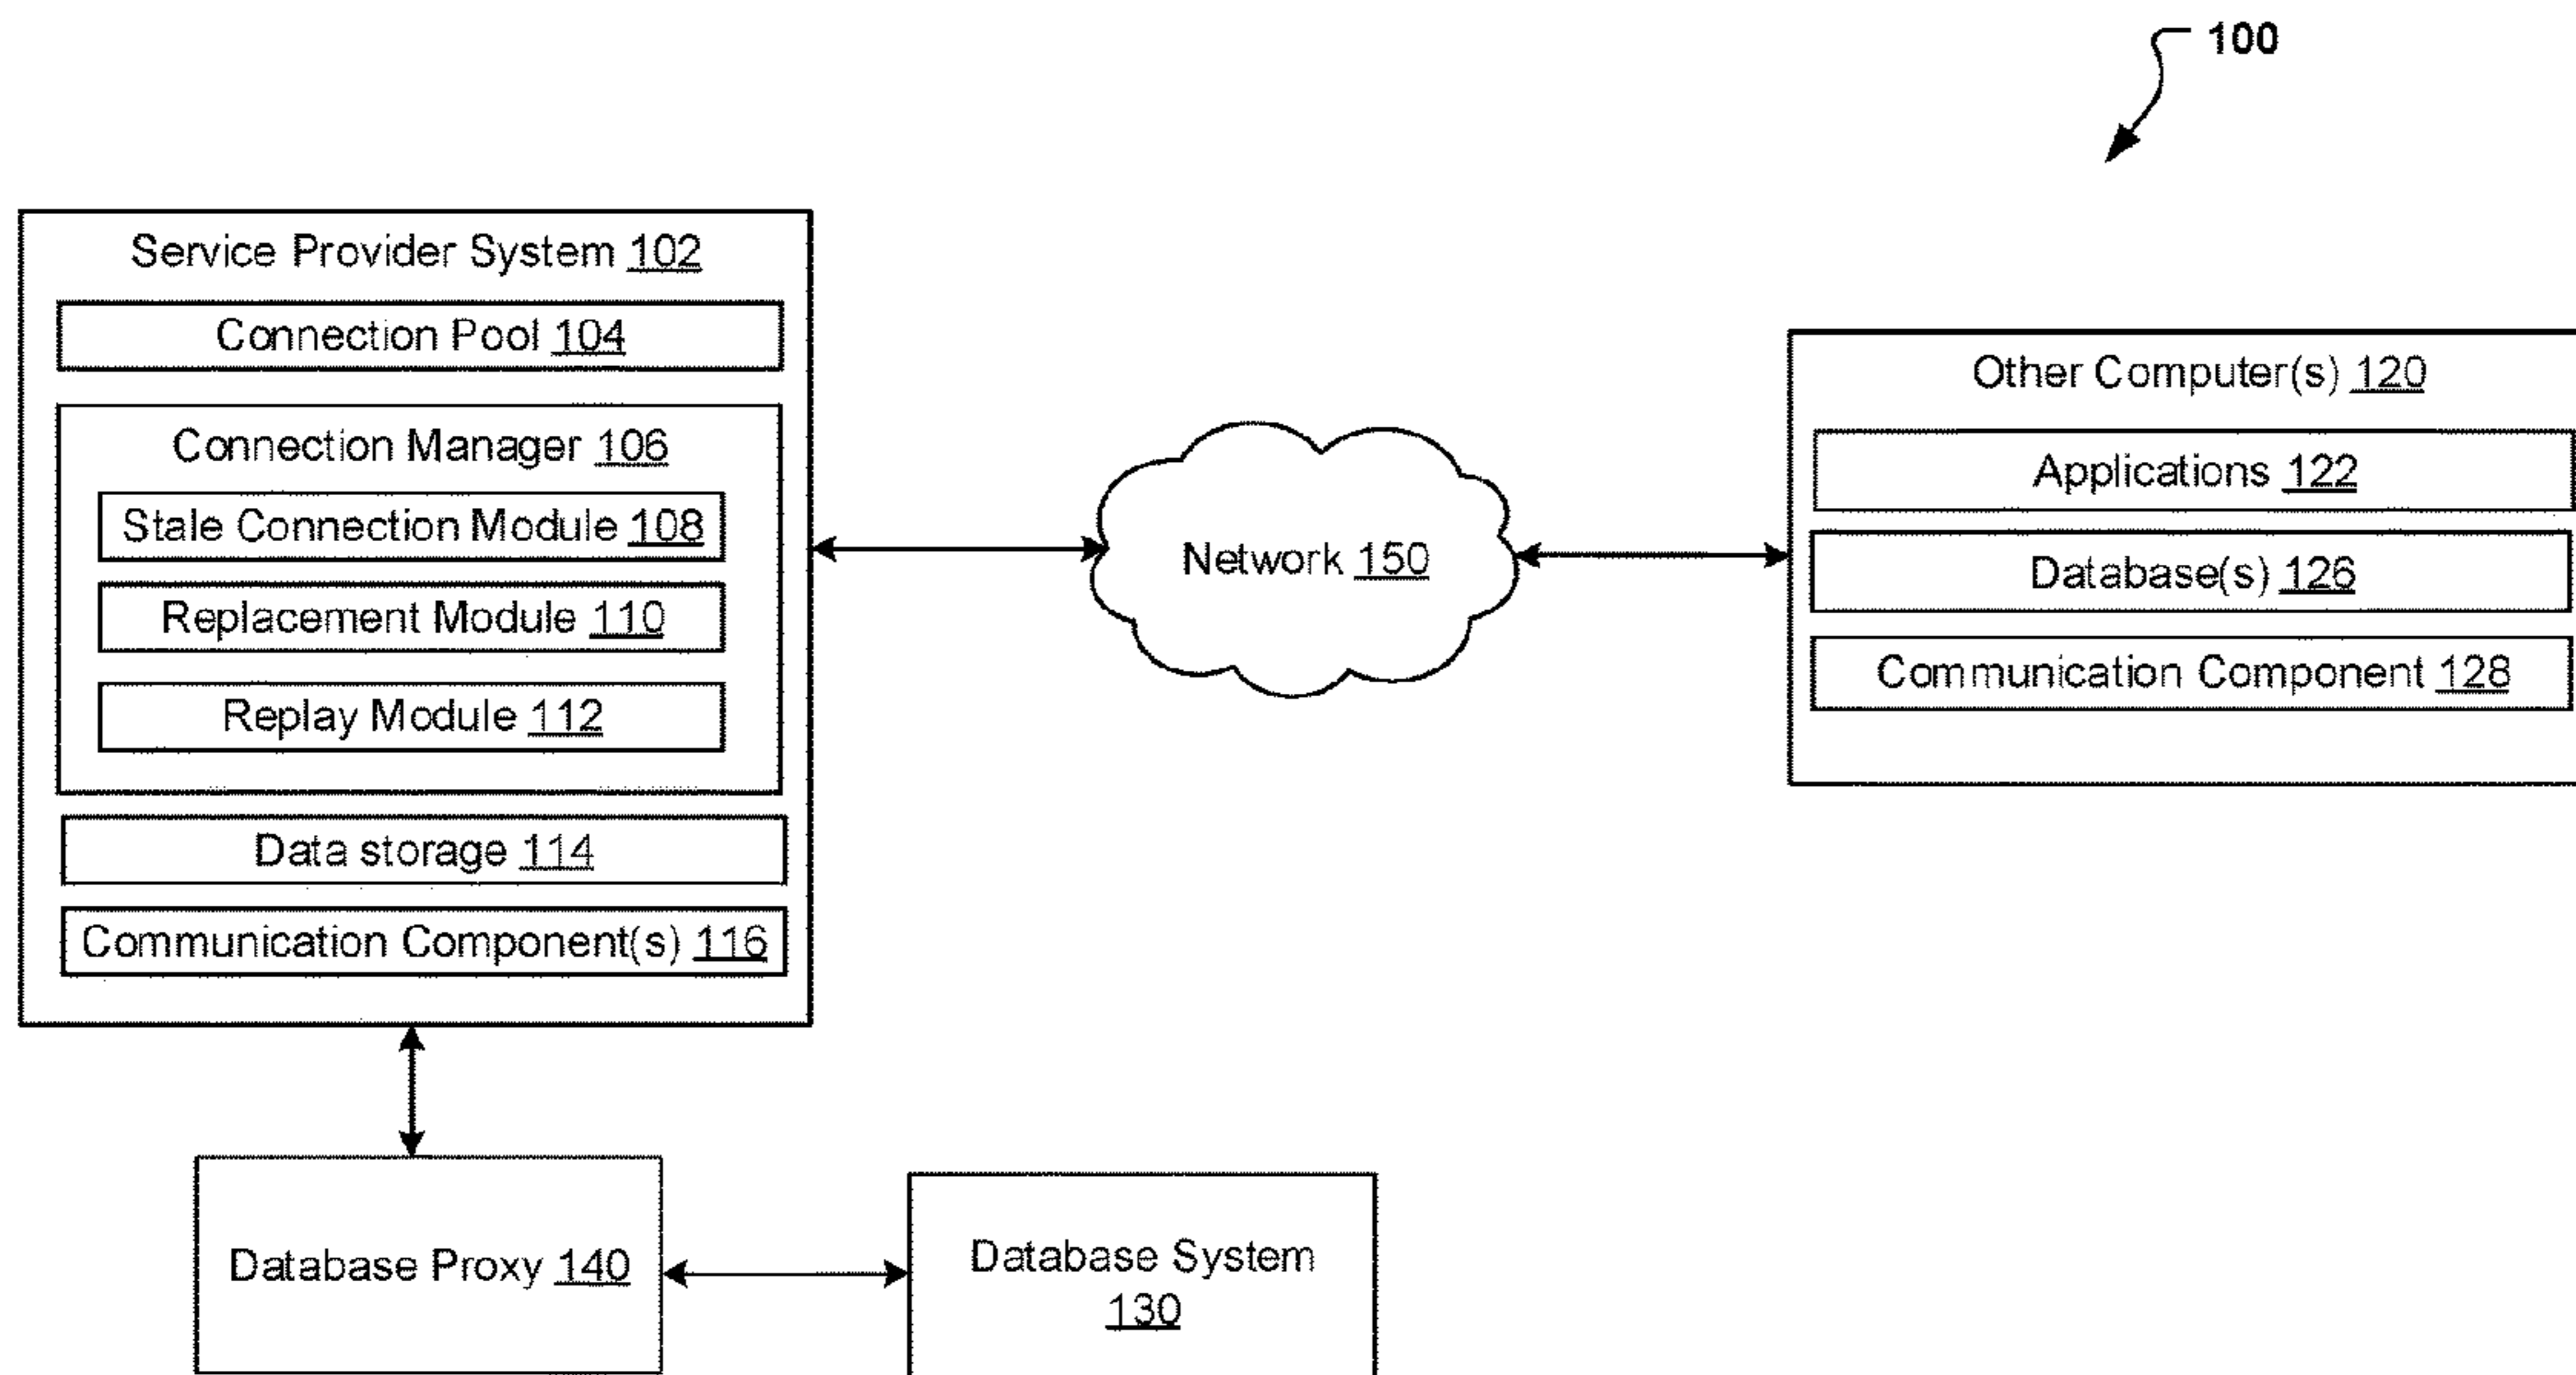 100
Service Provider System 102
Connection Pool 104
Connection Manager 106
Stale Connection Module 108
Replacement Module 110
Replay Module 112
Data storage 114
Communication Component(s) 116
Network 150
Other Computer(s) 120
Applications 122
Database(s) 126
Communication Component 128
Database Proxy 140
Database System
130